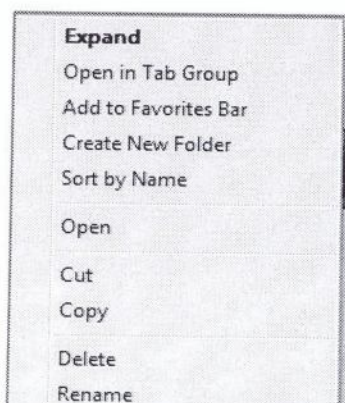 Expand
Open in Tab Group
Add to Favorites Bar
Create New Folder
Sort by Name
Open
Cut
Copy
Delete
Rename